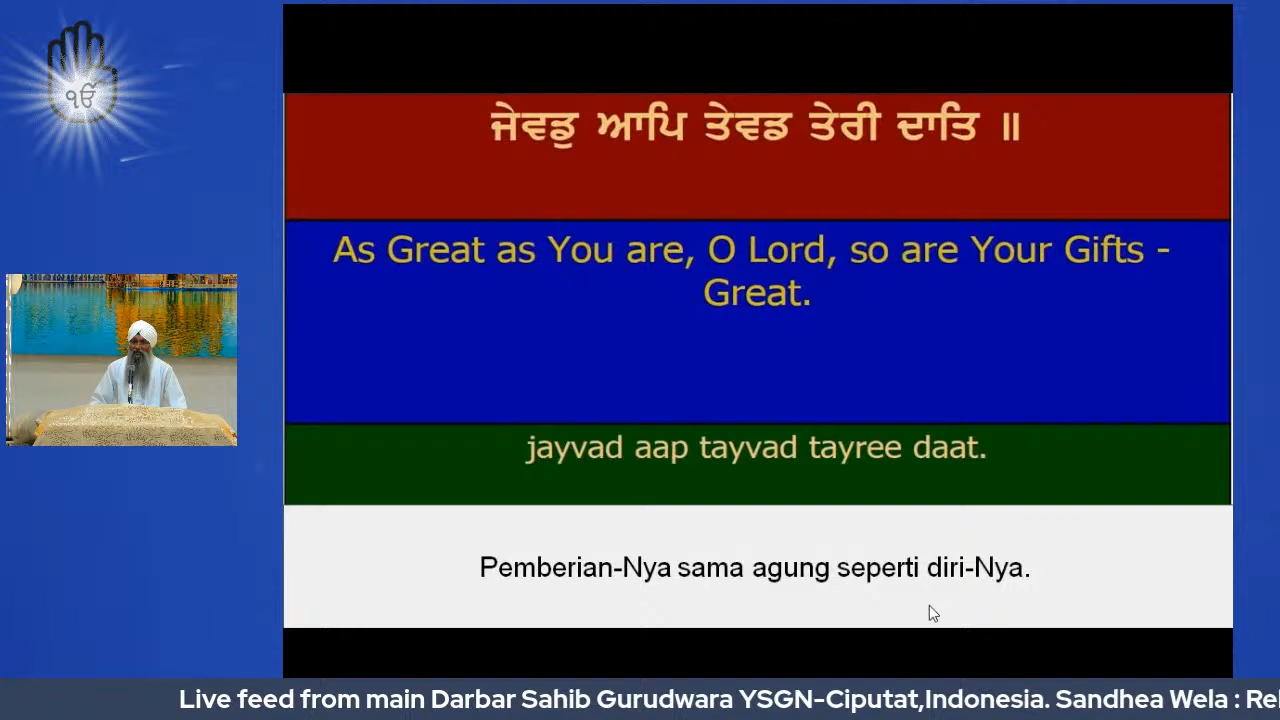 ੴ
ਜੇਵਡੁ ਆਪਿ ਤੇਵਡ ਤੇਰੀ ਦਾਤਿ ॥
As Great as You are, O Lord, so are Your Gifts -
Great.
jayvad aap tayvad tayree daat.
Pemberian-Nya sama agung seperti diri-Nya.
Live feed from main Darbar Sahib Gurudwara YSGN-Ciputat,Indonesia. Sandhea Wela :